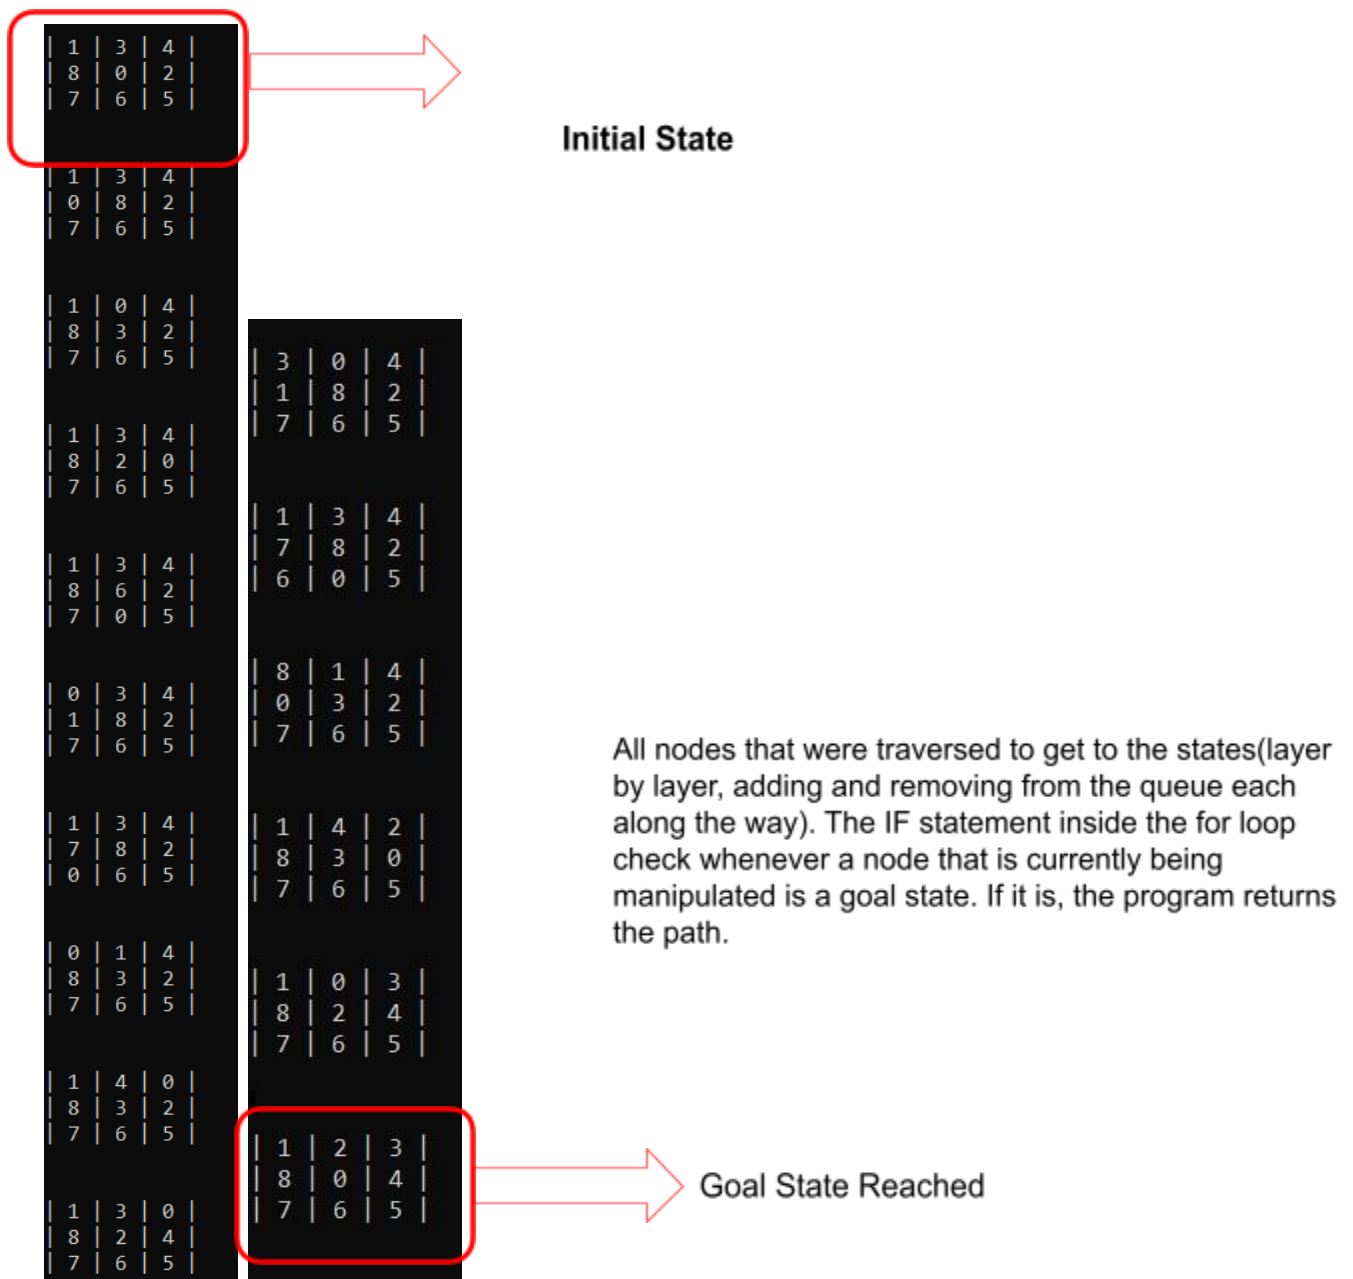 | 1 | 3 | 4 |
| 8 | 0 | 2 |
| 7 | 6 | 5 |
Initial State
| 1 | 3 | 4 |
| 0 | 8 | 2 |
| 7 | 6 | 5 |
| 1 | 0 | 4 |
| 8 | 3 | 2 |
| 7 | 6 | 5 |
| 1 | 3 | 4 |
| 8 | 2 | 0 |
| 7 | 6 | 5 |
| 1 | 3 | 4 |
| 8 | 6 | 2 |
| 7 | 0 | 5 |
| 0 | 3 | 4 |
| 1 | 8 | 2 |
| 7 | 6 | 5 |
| 1 | 3 | 4 |
| 7 | 8 | 2 |
| 0 | 6 | 5 |
| 0 | 1 | 4 |
| 8 | 3 | 2 |
| 7 | 6 | 5 |
| 1 | 4 | 0 |
| 8 | 3 | 2 |
| 7 | 6 | 5 |
| 1 | 3 | 0 |
| 8 | 2 | 4 |
| 7 | 6 | 5 |
| 3 | 0 | 4 |
| 1 | 8 | 2 |
| 7 | 6 | 5 |
| 1 | 3 | 4 |
| 7 | 8 | 2 |
| 6 | 0 | 5 |
| 8 | 1 | 4 |
| 0 | 3 | 2 |
| 7 | 6 | 5 |
| 1 | 4 | 2 |
| 8 | 3 | 0 |
| 7 | 6 | 5 |
| 1 | 0 | 3 |
| 8 | 2 | 4 |
| 7 | 6 | 5 |
| 1 | 2 | 3 |
| 8 | 0 | 4 |
| 7 | 6 | 5 |
All nodes that were traversed to get to the states(layer
by layer, adding and removing from the queue each
along the way). The IF statement inside the for loop
check whenever a node that is currently being
manipulated is a goal state. If it is, the program returns
the path.
Goal State Reached